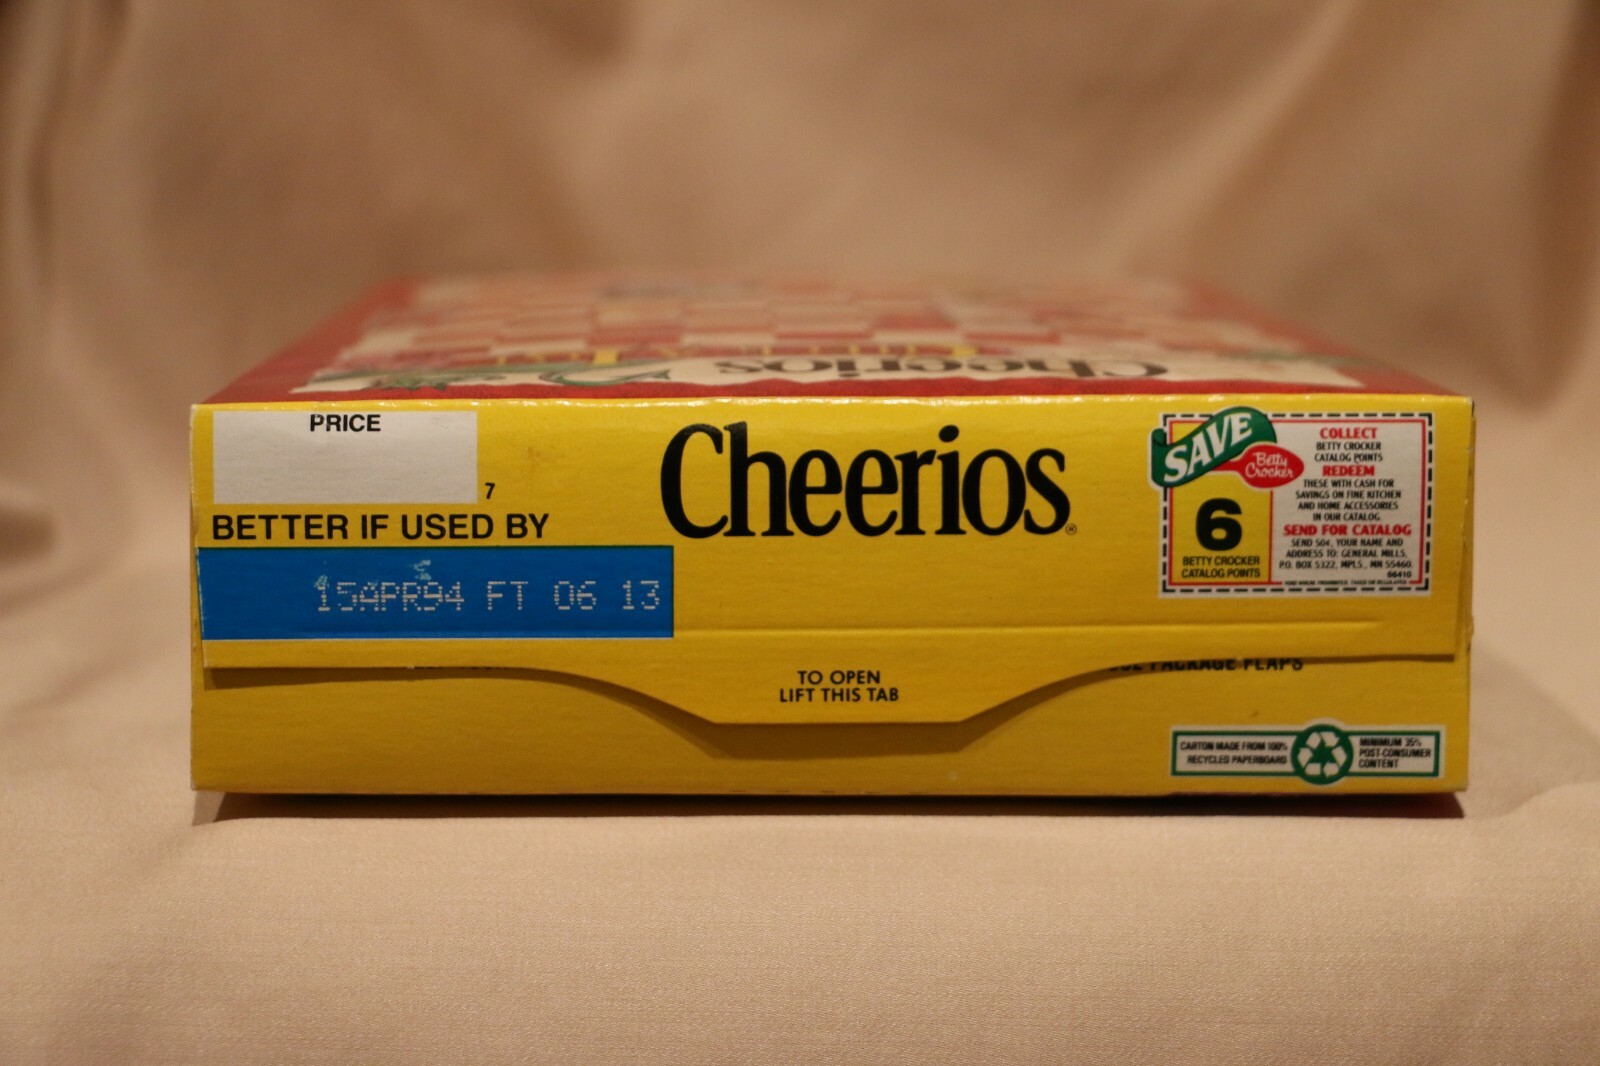 Cheerios
PRICE
7
BETTER IF USED BY
15APR94 FT 06 13
Cheerios®
SAVE
Betty
Crocker
6
BETTY CROCKER
CATALOG POINTS
COLLECT
BETTY CROCKER
CATALOG POINTS
REDEEM
THESE WITH CASH FOR
SAVINGS ON FINE KITCHEN
AND HOME ACCESSORIES
IN OUR CATALOG.
SEND FOR CATALOG
SEND 50¢, YOUR NAME AND
ADDRESS TO: GENERAL MILLS,
P.O. BOX 5322, MPLS., MN 55460
TO OPEN
LIFT THIS TAB
PACKAGE FLAPS
CARTON MADE FROM 100%
RECYCLED PAPERBOARD
MINIMUM 35%
POST-CONSUMER
CONTENT